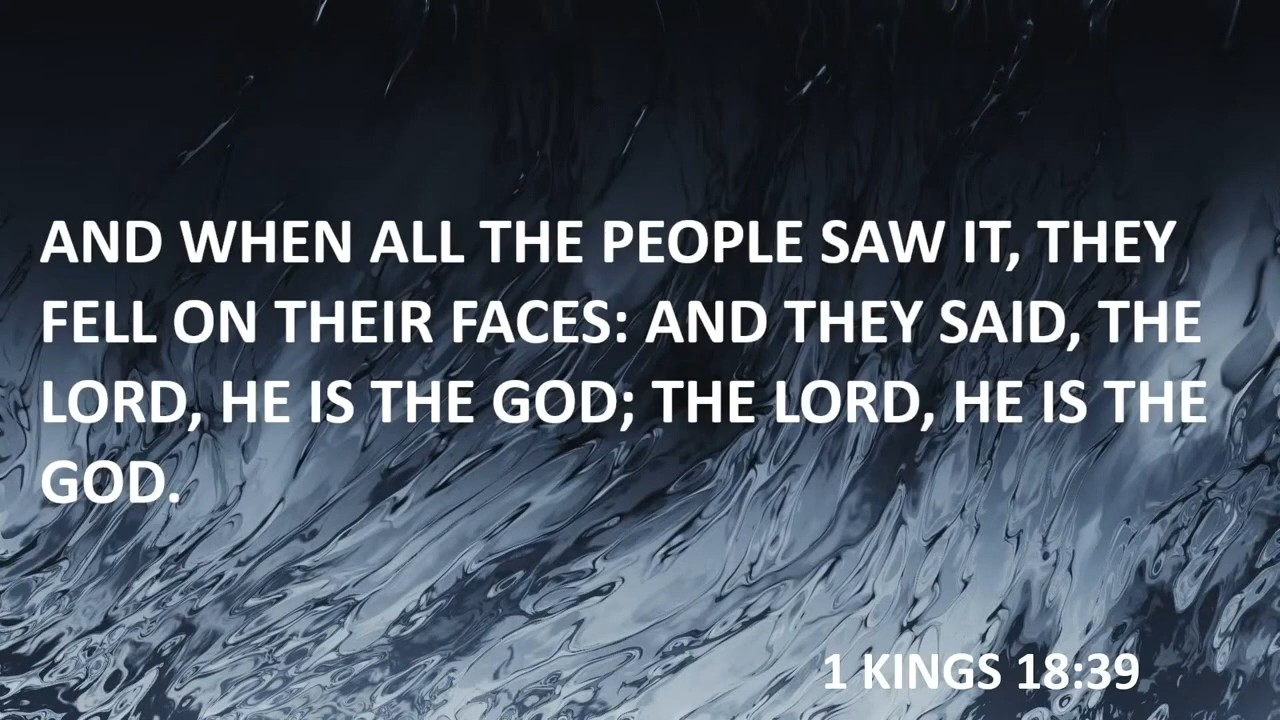 AND WHEN ALL THE PEOPLE SAW IT, THEY
FELL ON THEIR FACES: AND THEY SAID, THE
LORD, HE IS THE GOD; THE LORD, HE IS THE
GOD.
1 KINGS 18:39